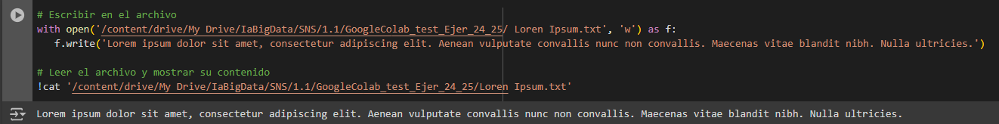 # Escribir en el archivo
with open('/content/drive/My Drive/IaBigData/SNS/1.1/GoogleColab_test_Ejer_24_25/ Loren Ipsum.txt', 'w') as f:
f.write('Lorem ipsum dolor sit amet, consectetur adipiscing elit. Aenean vulputate convallis nunc non convallis. Maecenas vitae blandit nibh. Nulla ultricies.')
# Leer el archivo y mostrar su contenido
!cat '/content/drive/My Drive/IaBigData/SNS/1.1/GoogleColab_test_Ejer_24_25/Loren Ipsum.txt'
Lorem ipsum dolor sit amet, consectetur adipiscing elit. Aenean vulputate convallis nunc non convallis. Maecenas vitae blandit nibh. Nulla ultricies.